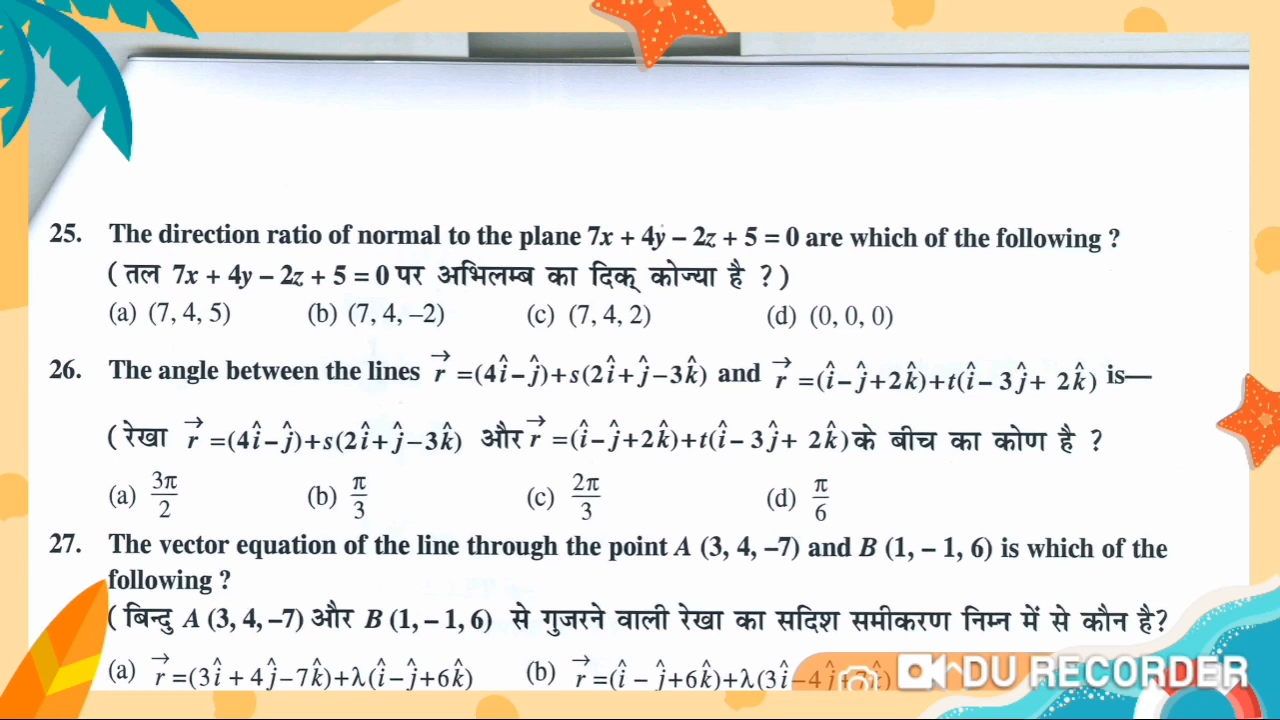 25. The direction ratio of normal to the plane 7x + 4y – 2z + 5 = 0 are which of the following ?
( तल 7x + 4y – 2z + 5 = 0 पर अभिलम्ब का दिक् कोज्या है ? )
(a) (7, 4, 5) (b) (7, 4, –2) (c) (7, 4, 2) (d) (0, 0, 0)
26. The angle between the lines r⃗ =(4î–ĵ)+s(2î+ĵ–3k̂) and r⃗ =(î–ĵ+2k̂)+t(î– 3ĵ+ 2k̂) is—
( रेखा r⃗ =(4î–ĵ)+s(2î+ĵ–3k̂) और r⃗ =(î–ĵ+2k̂)+t(î– 3ĵ+ 2k̂) के बीच का कोण है ?
(a) 3π/2 (b) π/3 (c) 2π/3 (d) π/6
27. The vector equation of the line through the point A (3, 4, –7) and B (1, – 1, 6) is which of the
following ?
( बिन्दु A (3, 4, –7) और B (1, – 1, 6) से गुजरने वाली रेखा का सदिश समीकरण निम्न में से कौन है?
(a) r⃗ =(3î + 4ĵ–7k̂)+λ(î–ĵ+6k̂) (b) r⃗ =(î – ĵ+6k̂)+λ(3î–4ĵ+7k̂)
DU RECORDER